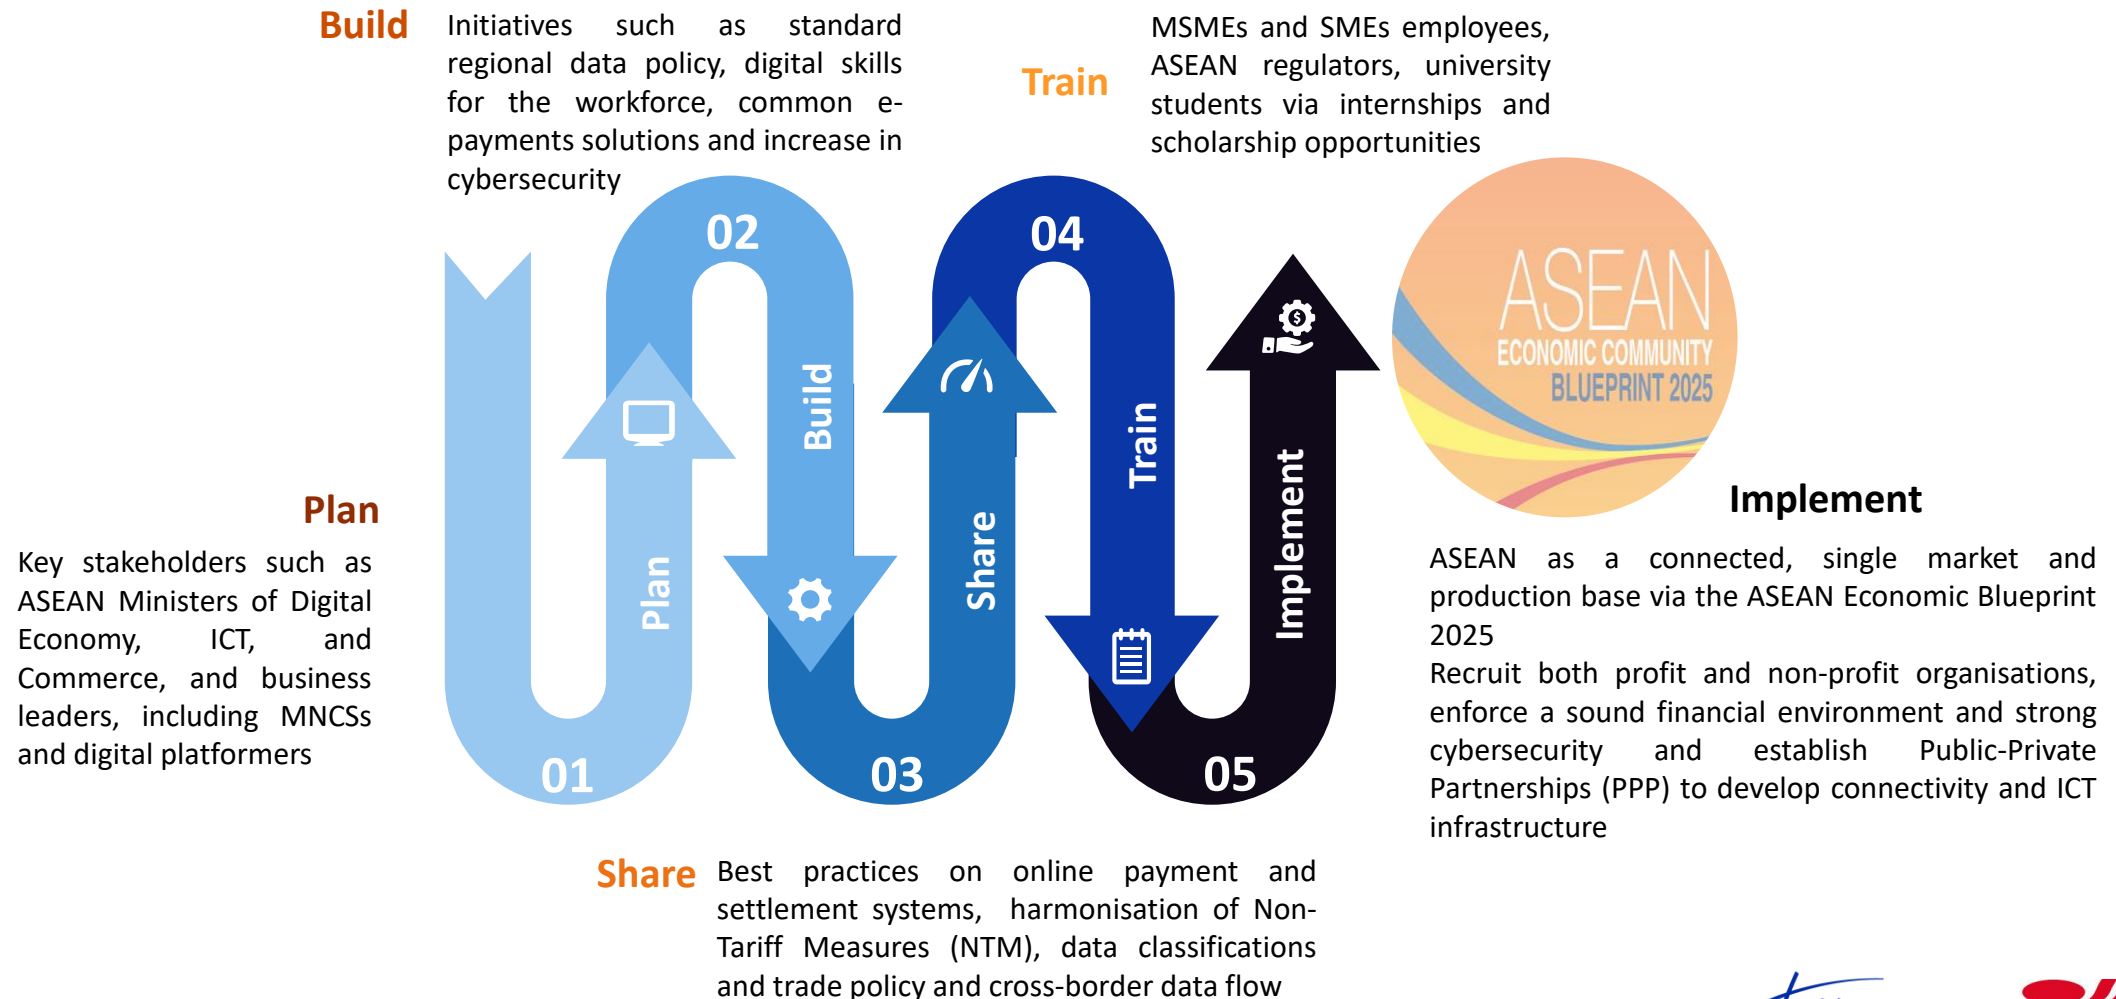 Build
Initiatives such as standard
regional data policy, digital skills
for the workforce, common e-
payments solutions and increase in
cybersecurity
Train
MSMEs and SMEs employees,
ASEAN regulators, university
students via internships and
scholarship opportunities
02
04
Build
Train
Plan
Share
Implement
01
03
05
ASEAN
ECONOMIC COMMUNITY
BLUEPRINT 2025
Plan
Key stakeholders such as
ASEAN Ministers of Digital
Economy, ICT, and
Commerce, and business
leaders, including MNCSs
and digital platformers
Implement
ASEAN as a connected, single market and
production base via the ASEAN Economic Blueprint
2025
Recruit both profit and non-profit organisations,
enforce a sound financial environment and strong
cybersecurity and establish Public-Private
Partnerships (PPP) to develop connectivity and ICT
infrastructure
Share
Best practices on online payment and
settlement systems, harmonisation of Non-
Tariff Measures (NTM), data classifications
and trade policy and cross-border data flow